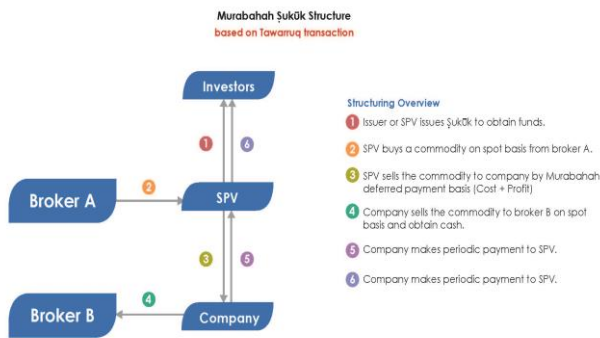 Murabahah Ṣukūk Structure
based on Tawarruq transaction
Investors
Structuring Overview
1 Issuer or SPV issues Ṣukūk to obtain funds.
1 6
2 SPV buys a commodity on spot basis from broker A.
2
Broker A
SPV
3 SPV sells the commodity to company by Murabahah
deferred payment basis (Cost + Profit)
4 Company sells the commodity to broker B on spot
basis and obtain cash.
3 5
5 Company makes periodic payment to SPV.
4
6 Company makes periodic payment to SPV.
Broker B
Company